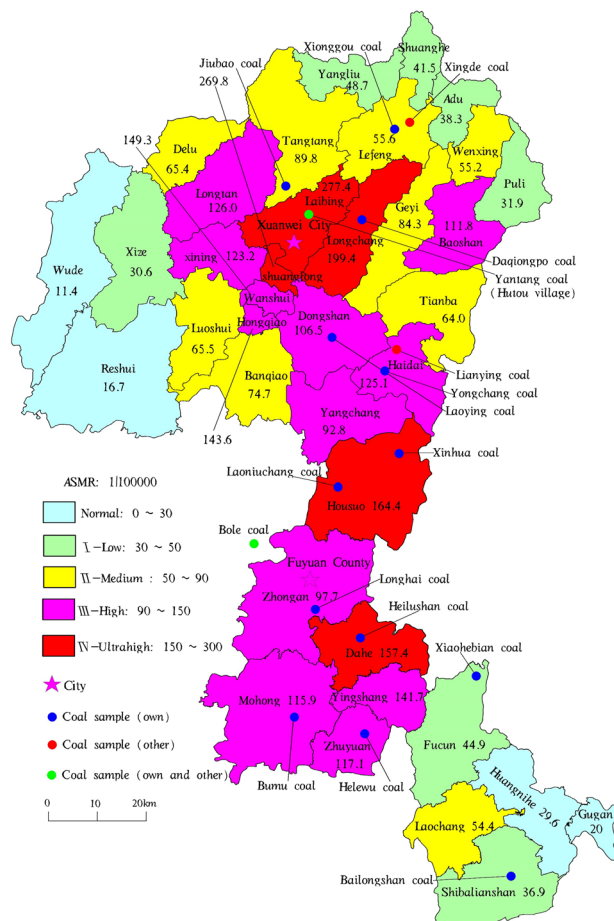 Xionggou coal
Shuanghe
41.5
Jiubao coal
Xingde coal
269.8
Yangliu
48.7
Adu
38.3
149.3
55.6
Lefeng
Tangtang
89.8
Delu
65.4
Wenxing
55.2
Puli
31.9
Longtan
126.0
277.4
Laibing
Geyi
84.3
111.8
Baoshan
Xuanwei City
Longchang
199.4
Xize
30.6
xining
123.2
Daqiongpo coal
Wude
11.4
shuanglong
Yantang coal
(Hutou village)
Wanshui
Tianba
64.0
Hongqiao
Dongshan
106.5
Luoshui
65.5
Reshui
16.7
Haidai
125.1
Lianying coal
Banqiao
74.7
Yongchang coal
Laoying coal
Yangchang
92.8
143.6
Xinhua coal
Laoniuchang coal
ASMR: 1|100000
Housuo 164.4
Normal: 0 ~ 30
Bole coal
Ⅰ-Low: 30 ~ 50
Fuyuan County
Ⅱ-Medium : 50 ~ 90
Longhai coal
Zhongan 97.7
Ⅲ-High: 90 ~ 150
Heilushan coal
Ⅳ-Ultrahigh: 150 ~ 300
Dahe 157.4
Xiaohebian coal
City
Mohong 115.9
Yingshang 141.7
Coal sample (own)
Coal sample (other)
Zhuyuan
117.1
Fucun 44.9
Coal sample (own and other)
Bumu coal
Helewu coal
Huangnihe 29.6
0 10 20km
Gugan
20
Laochang 54.4
Bailongshan coal
Shibalianshan 36.9